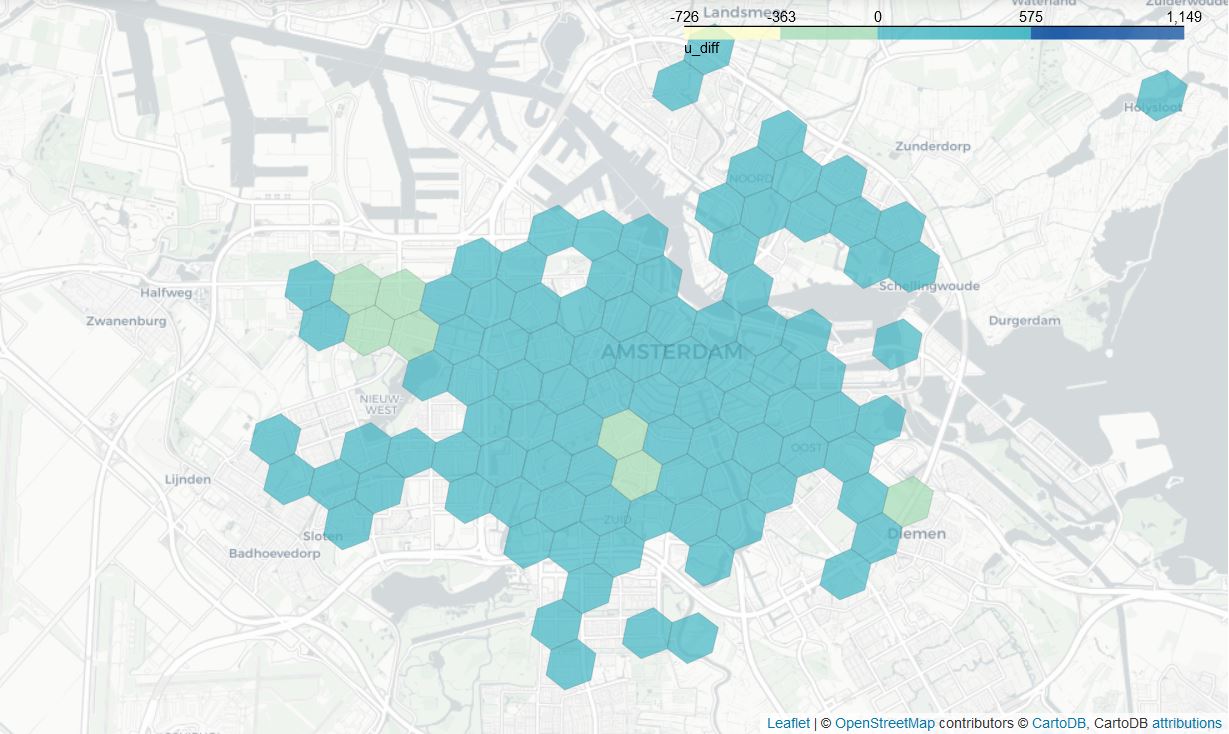 Waterland
Zuiderwoude
-726
-363
0
575
1,149
Landsmeer
u_diff
Holysloot
Zunderdorp
NOORD
Schellingwoude
Halfweg
Zwanenburg
Durgerdam
AMSTERDAM
NIEUW-
WEST
OOST
Lijnden
ZUID
Sloten
Diemen
Badhoevedorp
Leaflet | © OpenStreetMap contributors © CartoDB, CartoDB attributions